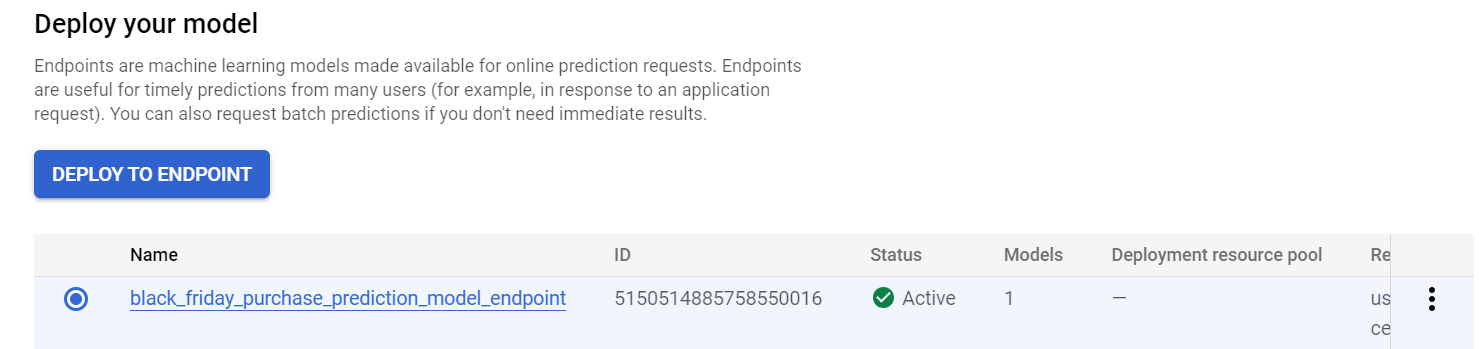 Deploy your model
Endpoints are machine learning models made available for online prediction requests. Endpoints
are useful for timely predictions from many users (for example, in response to an application
request). You can also request batch predictions if you don't need immediate results.
DEPLOY TO ENDPOINT
Name ID Status Models Deployment resource pool Re
black_friday_purchase_prediction_model_endpoint 5150514885758550016 Active 1 — us
ce